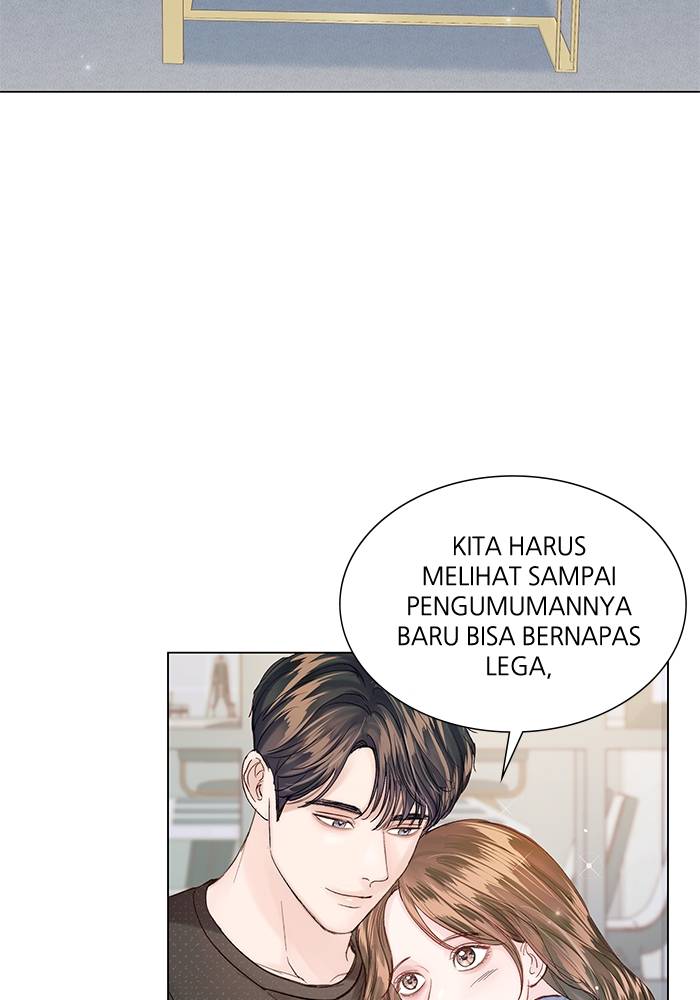 KITA HARUS
MELIHAT SAMPAI
PENGUMUMANNYA
BARU BISA BERNAPAS
LEGA,